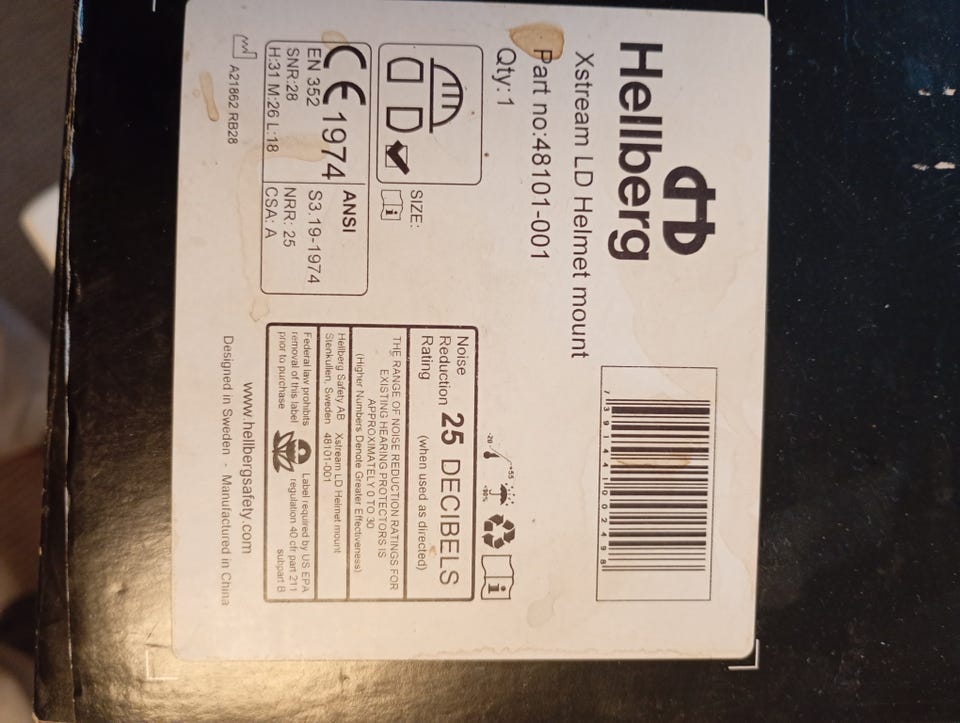 Hellberg
Xstream LD Helmet mount
Part no:48101-001
Qty:1
7391441002498
SIZE:
CE 1974
EN 352
SNR:28
H:31 M:26 L:18
ANSI
S3.19-1974
NRR: 25
CSA: A
A21862 RB28
-20
+55
<90%
Noise
Reduction
Rating
25 DECIBELS
(when used as directed)
THE RANGE OF NOISE REDUCTION RATINGS FOR
EXISTING HEARING PROTECTORS IS
APPROXIMATELY 0 TO 30
(Higher Numbers Denote Greater Effectiveness)
Hellberg Safety AB
Stenkullen, Sweden
Xstream LD Helmet mount
48101-001
Federal law prohibits
removal of this label
prior to purchase
Label required by US EPA
regulation 40 cfr part 211
subpart B
www.hellbergsafety.com
Designed in Sweden - Manufactured in China